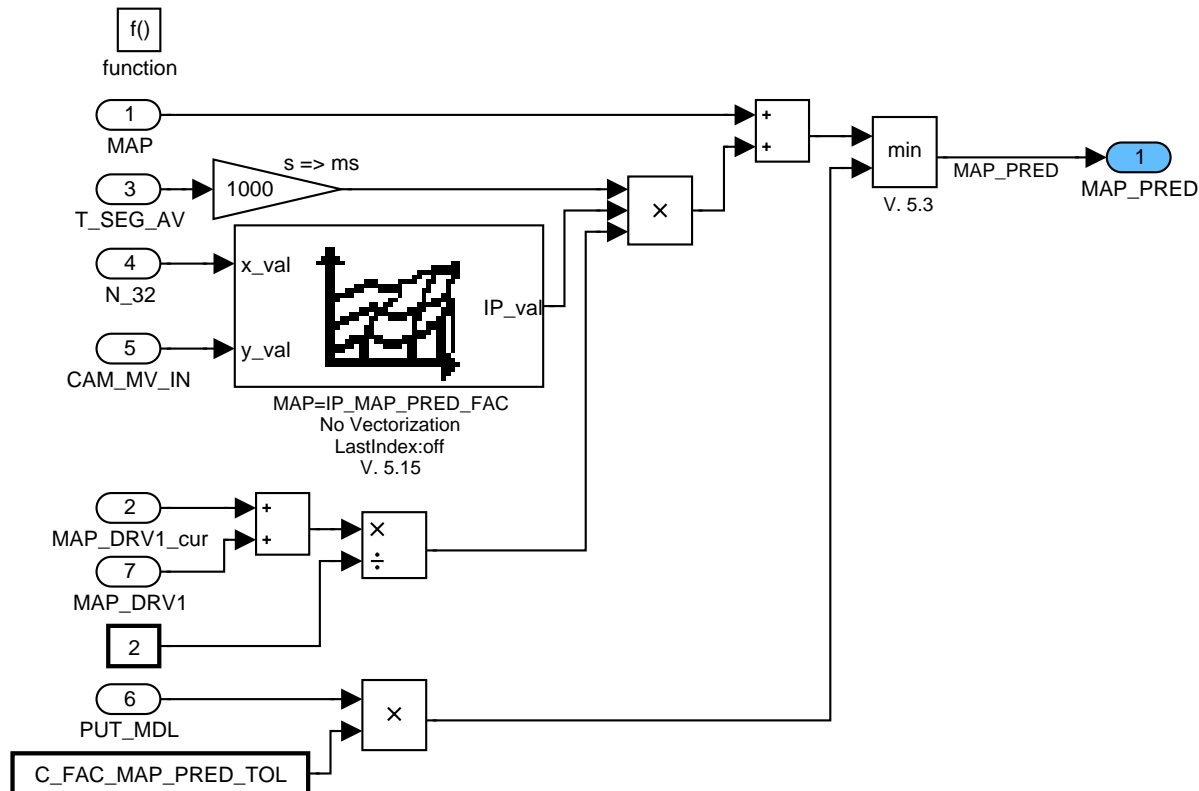 f()
function
1
MAP
s => ms
1000
3
T_SEG_AV
4
N_32
5
CAM_MV_IN
x_val
y_val
IP_val
MAP=IP_MAP_PRED_FAC
No Vectorization
LastIndex:off
V. 5.15
+
+
×
min
V. 5.3
MAP_PRED
1
MAP_PRED
2
MAP_DRV1_cur
7
MAP_DRV1
+
+
×
÷
2
6
PUT_MDL
×
C_FAC_MAP_PRED_TOL